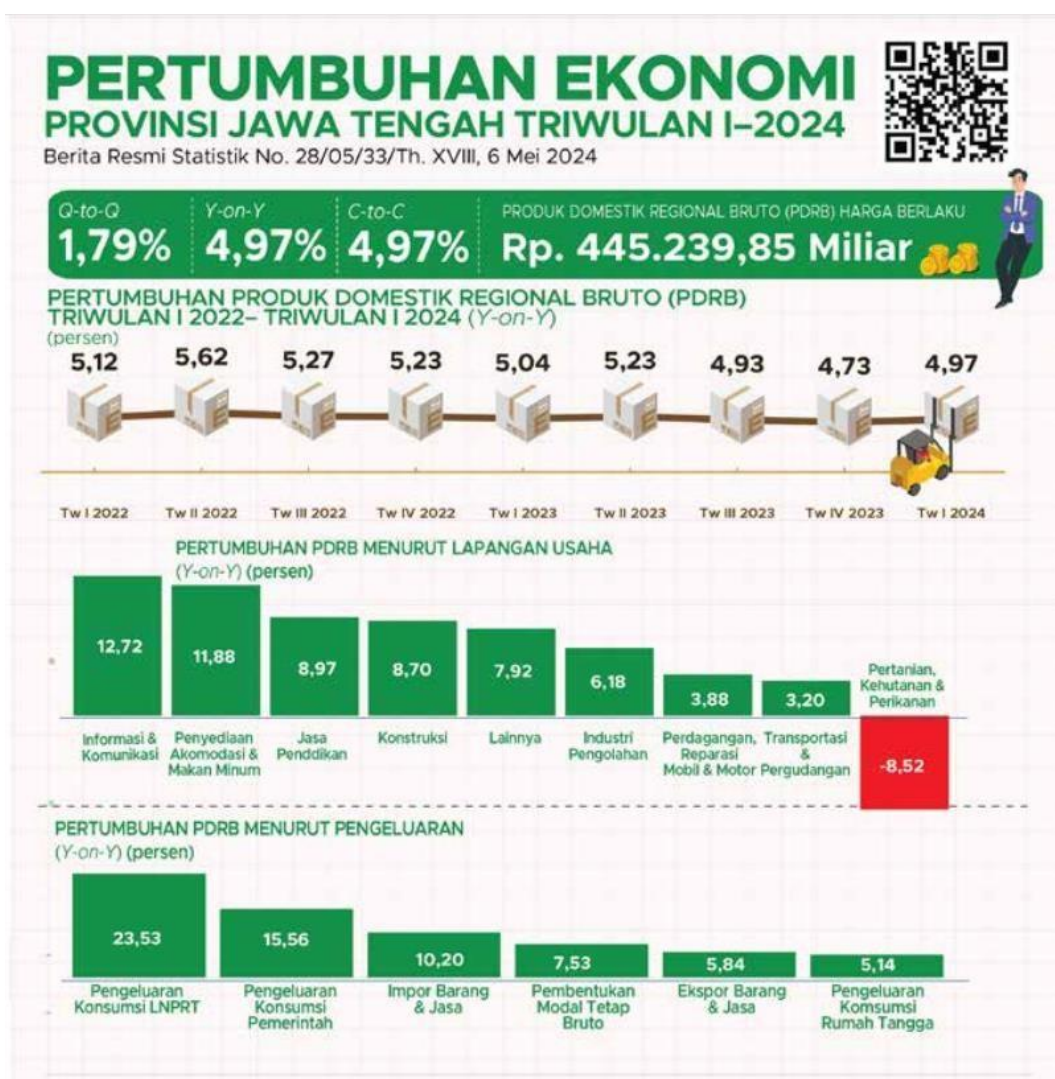 PERTUMBUHAN EKONOMI
PROVINSI JAWA TENGAH TRIWULAN I–2024
Berita Resmi Statistik No. 28/05/33/Th. XVIII, 6 Mei 2024
Q-to-Q
1,79%
Y-on-Y
4,97%
C-to-C
4,97%
PRODUK DOMESTIK REGIONAL BRUTO (PDRB) HARGA BERLAKU
Rp. 445.239,85 Miliar
PERTUMBUHAN PRODUK DOMESTIK REGIONAL BRUTO (PDRB)
TRIWULAN I 2022– TRIWULAN I 2024 (Y-on-Y)
(persen)
5,12 5,62 5,27 5,23 5,04 5,23 4,93 4,73 4,97
Tw I 2022 Tw II 2022 Tw III 2022 Tw IV 2022 Tw I 2023 Tw II 2023 Tw III 2023 Tw IV 2023 Tw I 2024
PERTUMBUHAN PDRB MENURUT LAPANGAN USAHA
(Y-on-Y) (persen)
12,72
Informasi &
Komunikasi
11,88
Penyediaan
Akomodasi &
Makan Minum
8,97
Jasa
Penddikan
8,70
Konstruksi
7,92
Lainnya
6,18
Industri
Pengolahan
3,88
Perdagangan,
Reparasi
Mobil & Motor
3,20
Transportasi
&
Pergudangan
Pertanian,
Kehutanan &
Perikanan
-8,52
PERTUMBUHAN PDRB MENURUT PENGELUARAN
(Y-on-Y) (persen)
23,53
Pengeluaran
Konsumsi LNPRT
15,56
Pengeluaran
Konsumsi
Pemerintah
10,20
Impor Barang
& Jasa
7,53
Pembentukan
Modal Tetap
Bruto
5,84
Ekspor Barang
& Jasa
5,14
Pengeluaran
Komsumsi
Rumah Tangga